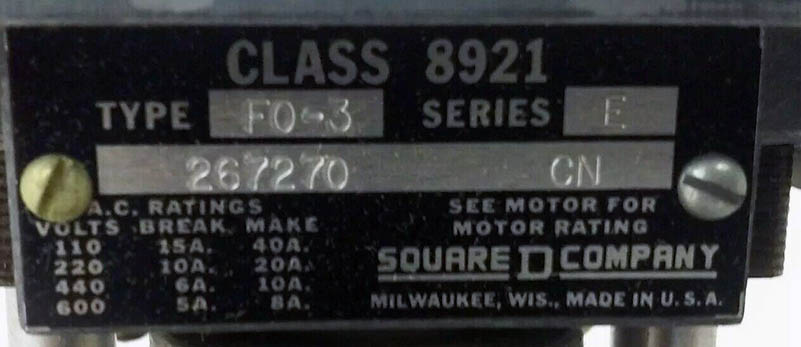 CLASS 8921
TYPE FO-3 SERIES E
267270 CN
A.C. RATINGS
VOLTS BREAK MAKE
110 15A. 40A.
220 10A. 20A.
440 6A. 10A.
600 5A. 8A.
SEE MOTOR FOR
MOTOR RATING
SQUARE D COMPANY
MILWAUKEE, WIS., MADE IN U.S.A.